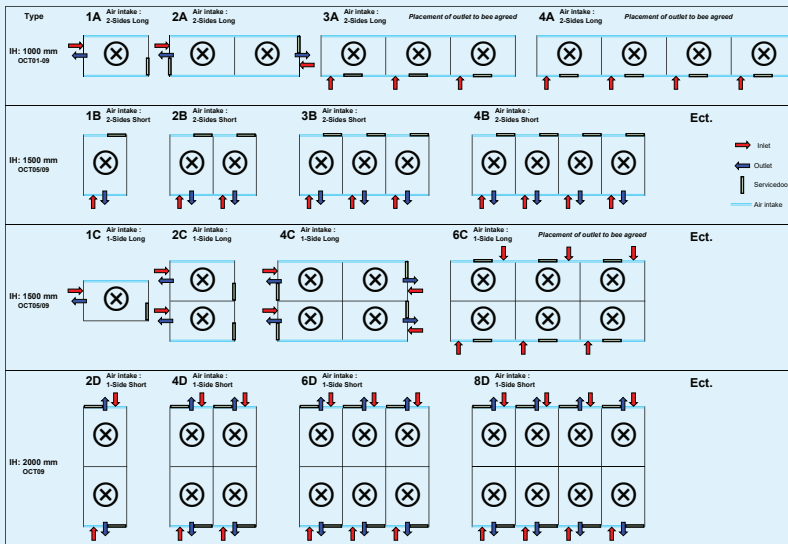 Type
1A Air intake :
2-Sides Long
2A Air intake :
2-Sides Long
3A Air intake :
2-Sides Long
Placement of outlet to bee agreed
4A Air intake :
2-Sides Long
Placement of outlet to bee agreed
IH: 1000 mm
OCT01-09
1B Air intake :
2-Sides Short
2B Air intake :
2-Sides Short
3B Air intake :
2-Sides Short
4B Air intake :
2-Sides Short
Ect.
IH: 1500 mm
OCT05/09
Inlet
Outlet
Servicedoor
Air intake
1C Air intake :
1-Side Long
2C Air intake :
1-Side Long
4C Air intake :
1-Side Long
6C Air intake :
1-Side Long
Placement of outlet to bee agreed
Ect.
IH: 1500 mm
OCT05/09
2D Air intake :
1-Side Short
4D Air intake :
1-Side Short
6D Air intake :
1-Side Short
8D Air intake :
1-Side Short
Ect.
IH: 2000 mm
OCT09